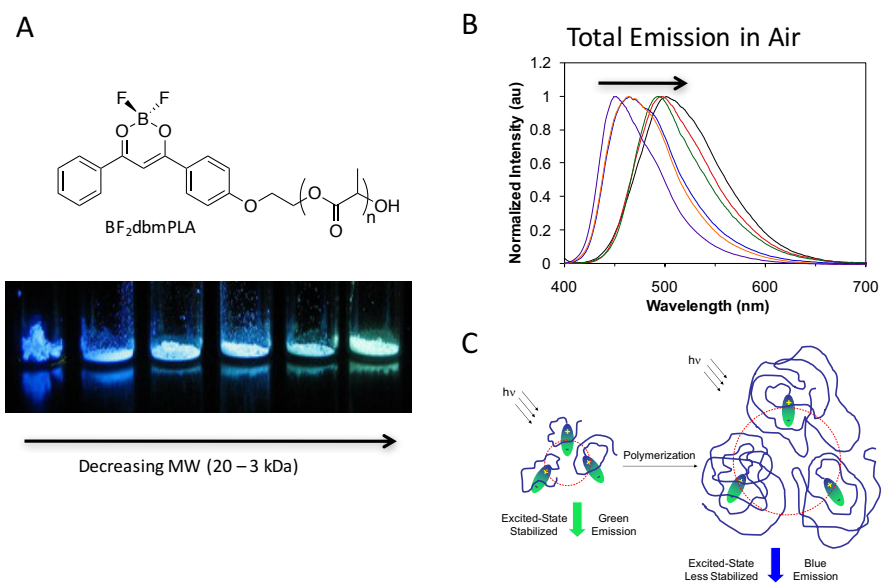 A
F
F
B
O
O
O
O
O
n
OH
BF₂dbmPLA
Decreasing MW (20 – 3 kDa)
B
Total Emission in Air
1.2
1
0.8
0.6
0.4
0.2
0
Normalized Intensity (au)
400
500
600
700
Wavelength (nm)
C
hν
hν
Polymerization
Excited-State
Stabilized
Green
Emission
Excited-State
Less Stabilized
Blue
Emission